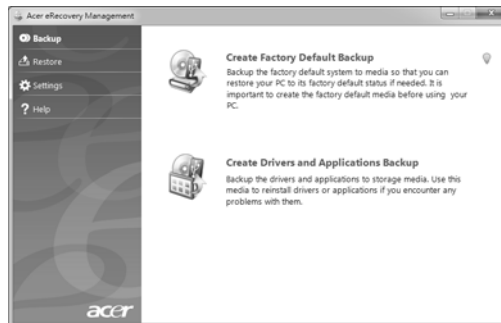 Acer eRecovery Management
Backup
Restore
Settings
? Help
Create Factory Default Backup
Backup the factory default system to media so that you can
restore your PC to its factory default status if needed. It is
important to create the factory default media before using your
PC.
Create Drivers and Applications Backup
Backup the drivers and applications to storage media. Use this
media to reinstall drivers or applications if you encounter any
problems with them.
acer